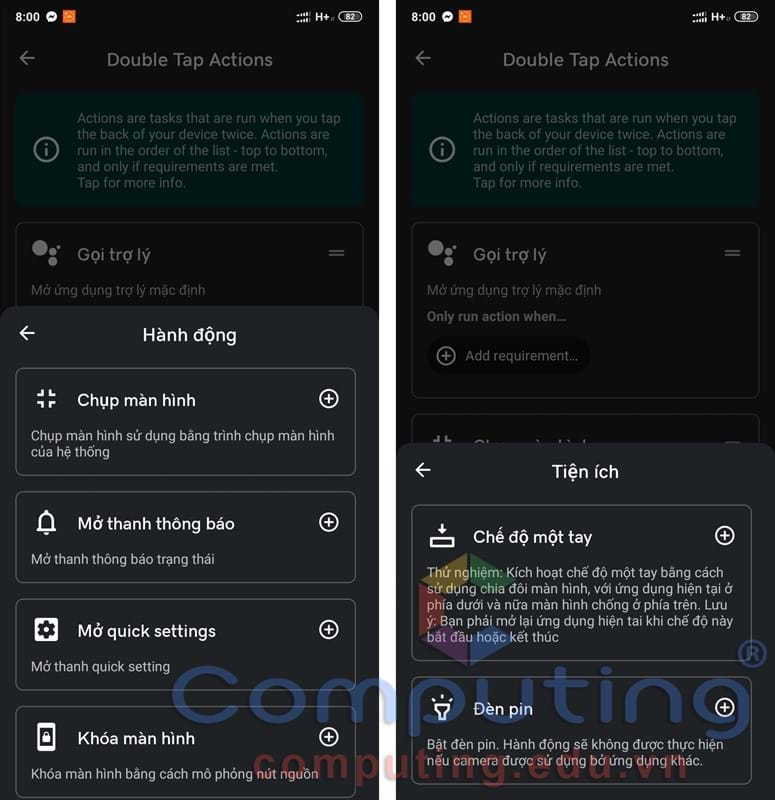 8:00
H+
82
Double Tap Actions
Actions are tasks that are run when you tap
the back of your device twice. Actions are
run in the order of the list - top to bottom,
and only if requirements are met.
Tap for more info.
Gọi trợ lý
Mở ứng dụng trợ lý mặc định
Hành động
Chụp màn hình
Chụp màn hình sử dụng bằng trình chụp màn hình
của hệ thống
Mở thanh thông báo
Mở thanh thông báo trạng thái
Mở quick settings
Mở thanh quick setting
Khóa màn hình
Khóa màn hình bằng cách mô phỏng nút nguồn
8:00
H+
82
Double Tap Actions
Actions are tasks that are run when you tap
the back of your device twice. Actions are
run in the order of the list - top to bottom,
and only if requirements are met.
Tap for more info.
Gọi trợ lý
Mở ứng dụng trợ lý mặc định
Only run action when...
Add requirement...
Tiện ích
Chế độ một tay
Thử nghiệm: Kích hoạt chế độ một tay bằng cách
sử dụng chia đôi màn hình, với ứng dụng hiện tại ở
phía dưới và nữa màn hình chống ở phía trên. Lưu
ý: Bạn phải mở lại ứng dụng hiện tai khi chế độ này
bắt đầu hoặc kết thúc
Đèn pin
Bật đèn pin. Hành động sẽ không được thực hiện
nếu camera được sử dụng bở ứng dụng khác.
Computing®
computing.edu.vn